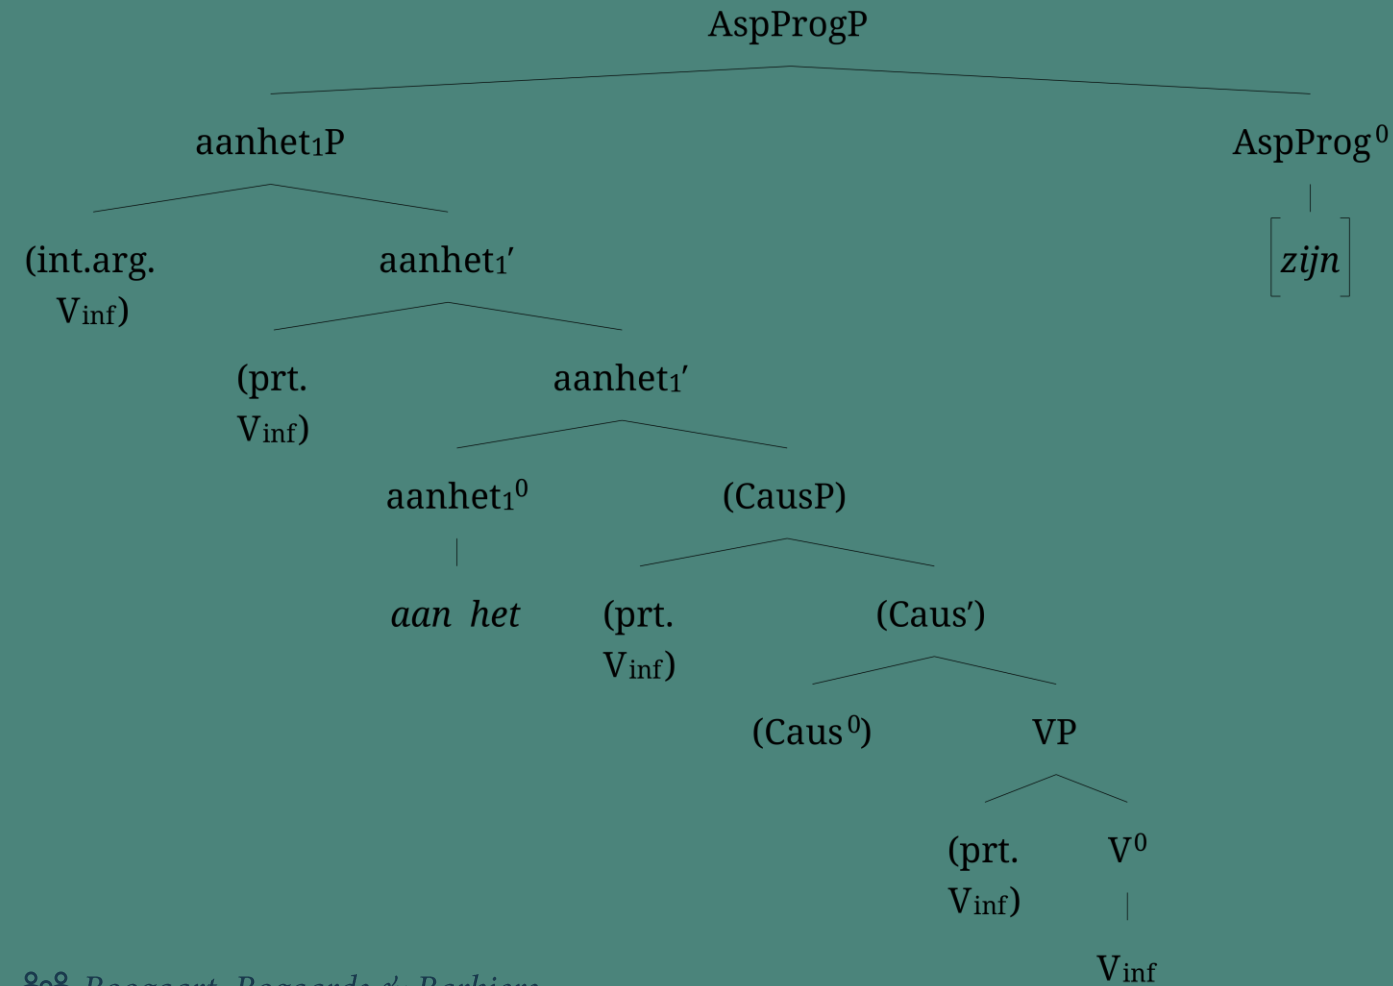 AspProgP
aanhet₁P AspProg⁰
(int.arg. aanhet₁′ [zijn]
Vinf)
(prt. aanhet₁′
Vinf)
aanhet₁⁰ (CausP)
aan het (prt. (Caus′)
Vinf)
(Caus⁰) VP
(prt. V⁰
Vinf)
Vinf